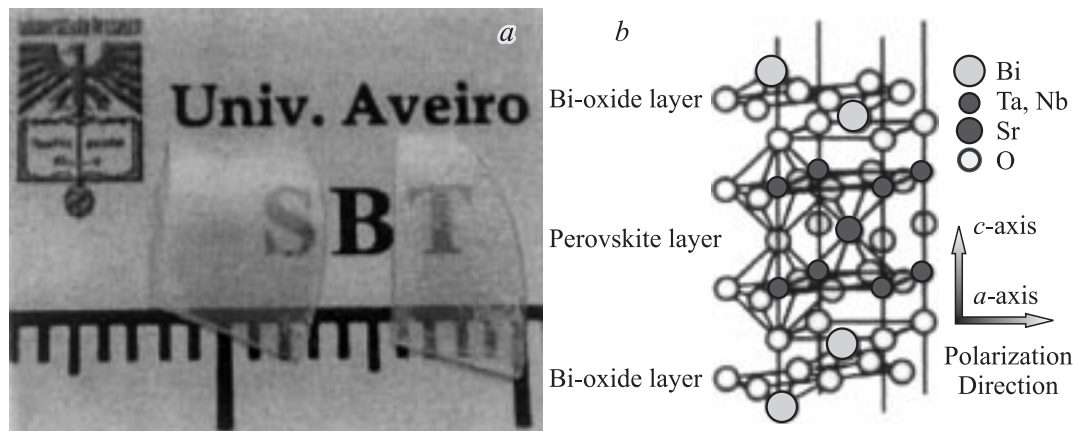 a
Univ. Aveiro
SBT
b
Bi-oxide layer
Perovskite layer
Bi-oxide layer
Bi
Ta, Nb
Sr
O
c-axis
a-axis
Polarization
Direction